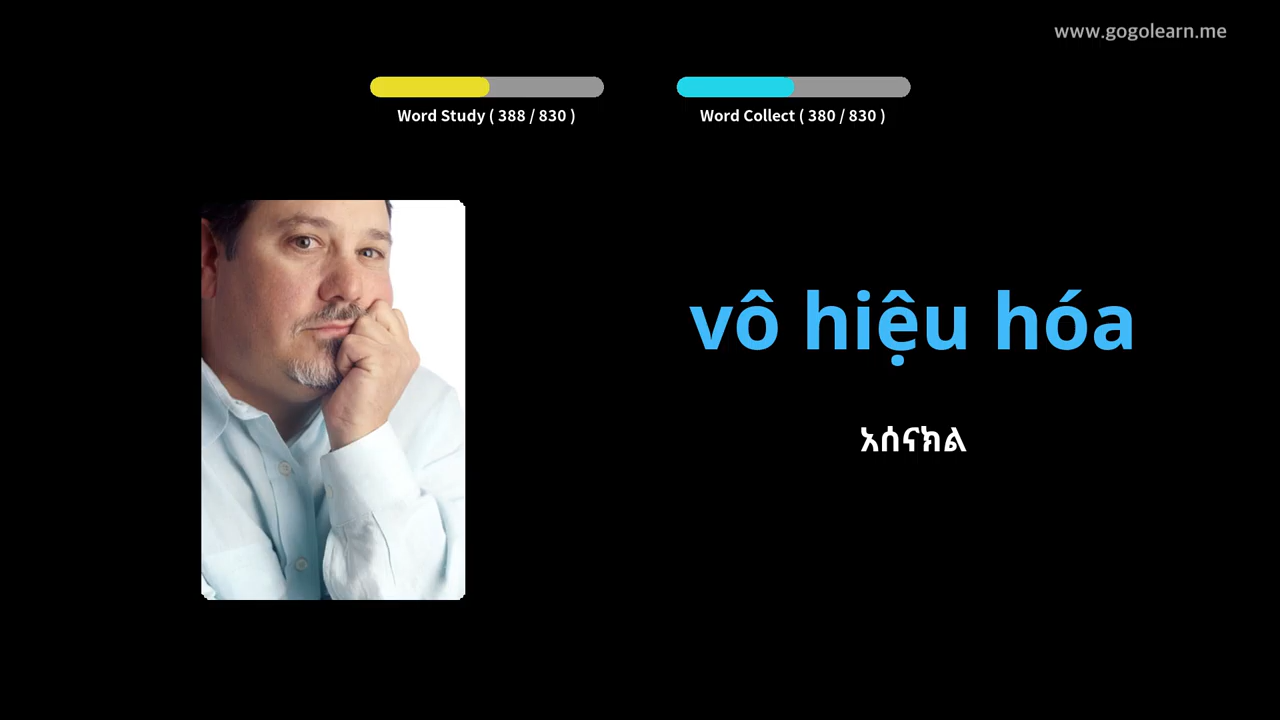 www.gogolearn.me
Word Study ( 388 / 830 )
Word Collect ( 380 / 830 )
vô hiệu hóa
አሰናክል